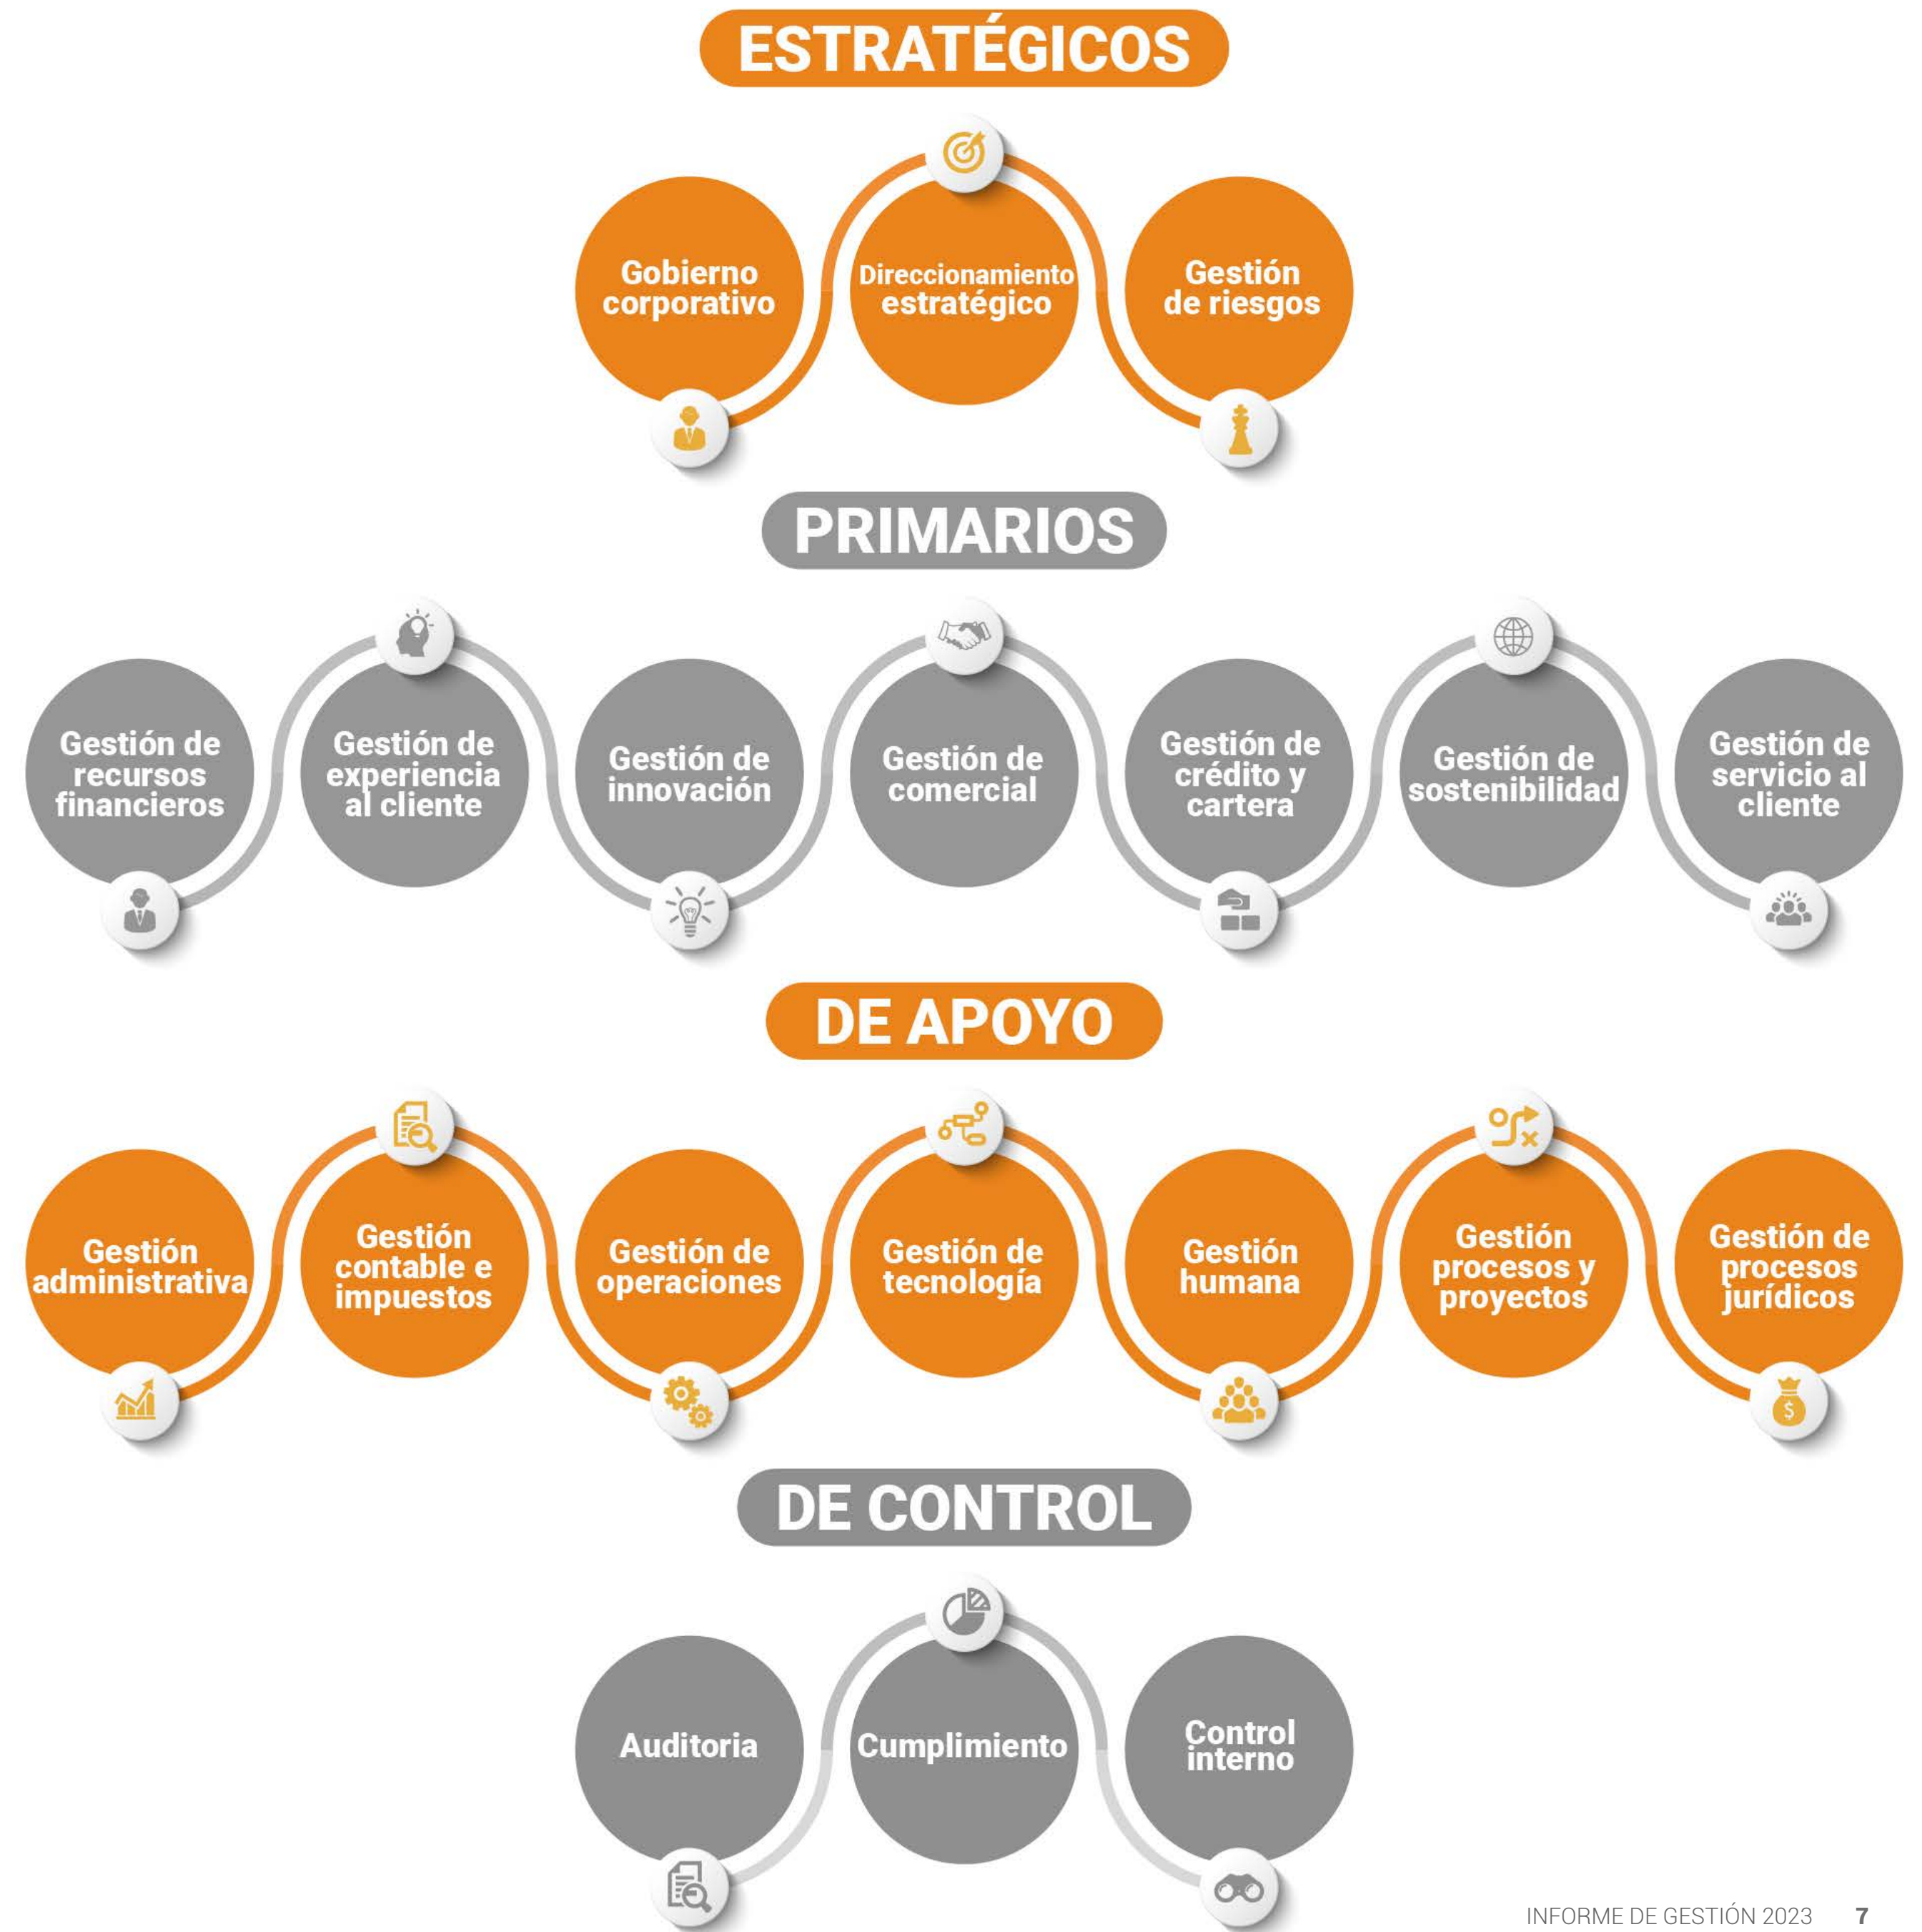 ESTRATÉGICOS
Gobierno
corporativo
Direccionamiento
estratégico
Gestión
de riesgos
PRIMARIOS
Gestión de
recursos
financieros
Gestión de
experiencia
al cliente
Gestión de
innovación
Gestión de
comercial
Gestión de
crédito y
cartera
Gestión de
sostenibilidad
Gestión de
servicio al
cliente
DE APOYO
Gestión
administrativa
Gestión
contable e
impuestos
Gestión de
operaciones
Gestión de
tecnología
Gestión
humana
Gestión
procesos y
proyectos
Gestión de
procesos
jurídicos
$
DE CONTROL
Auditoria
Cumplimiento
Control
interno
INFORME DE GESTIÓN 2023 7